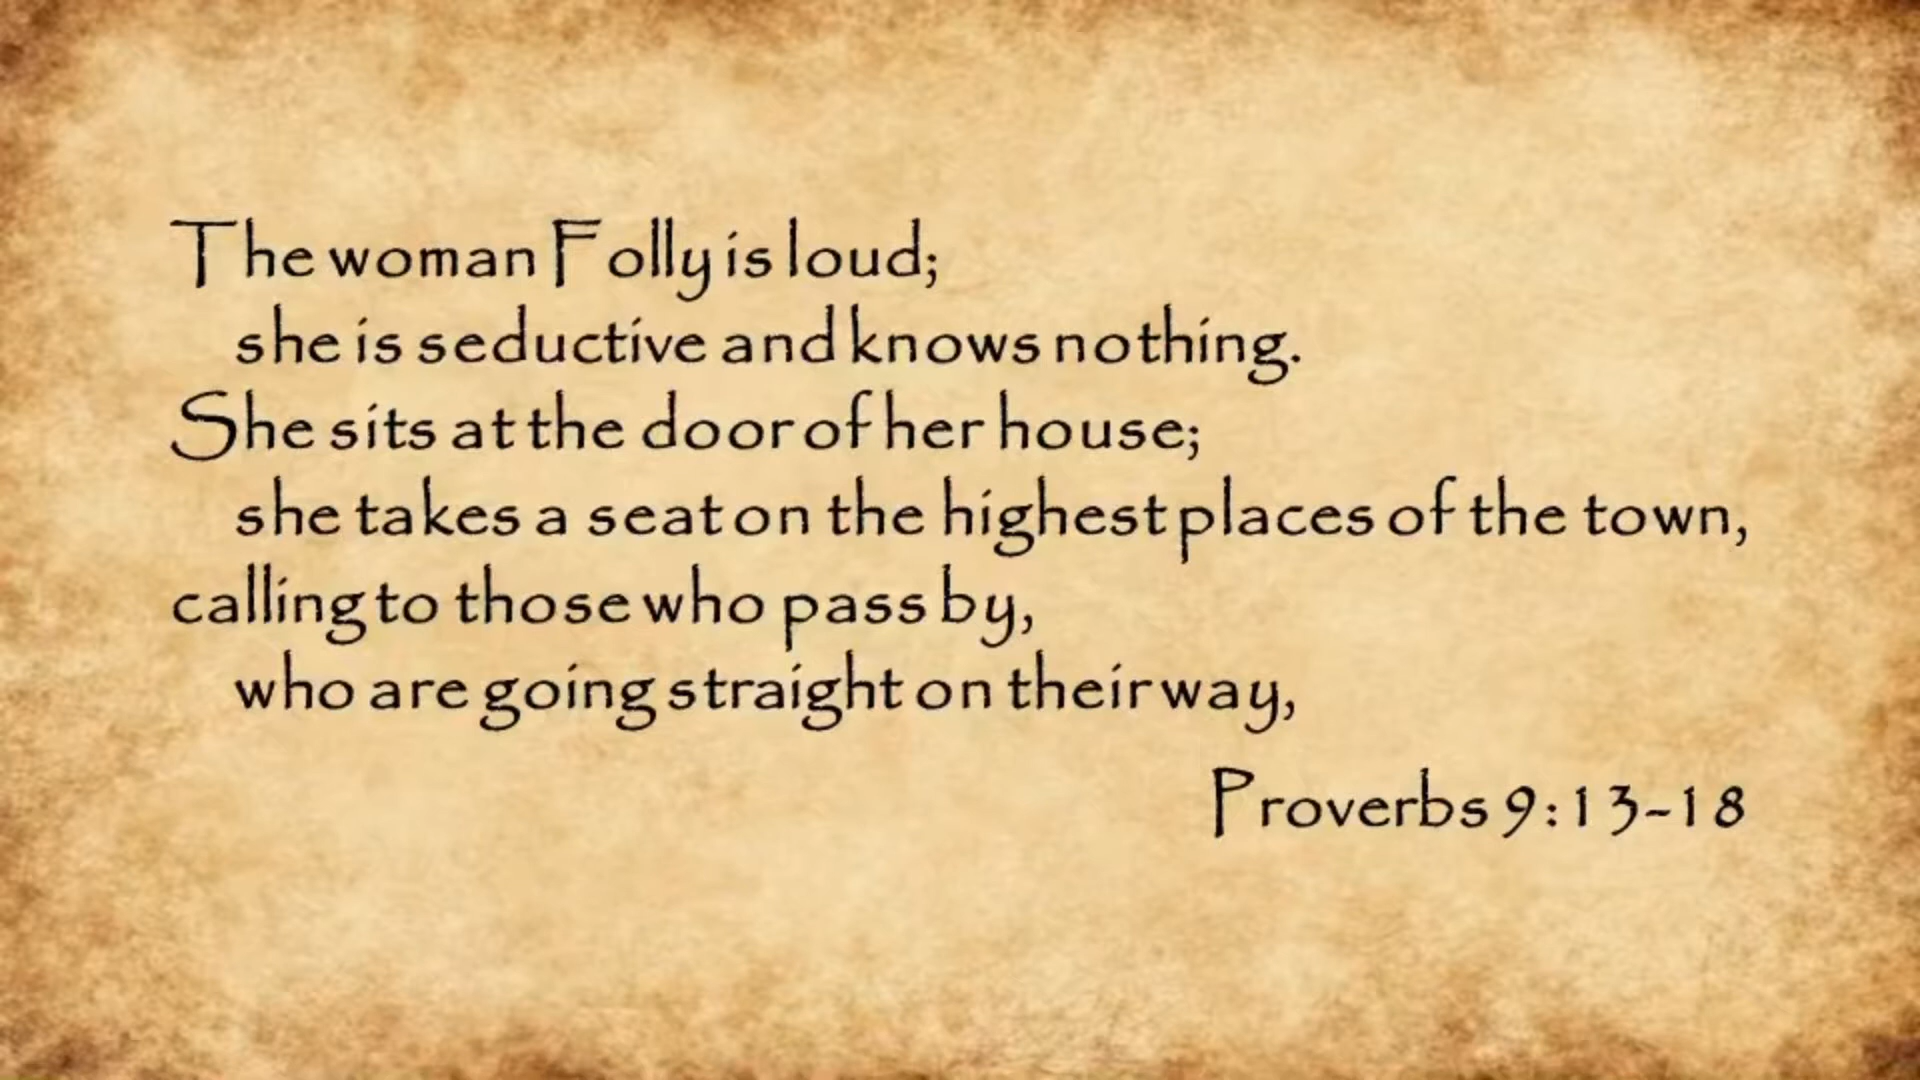 The woman Folly is loud;
she is seductive and knows nothing.
She sits at the door of her house;
she takes a seat on the highest places of the town,
calling to those who pass by,
who are going straight on their way,
Proverbs 9:13-18